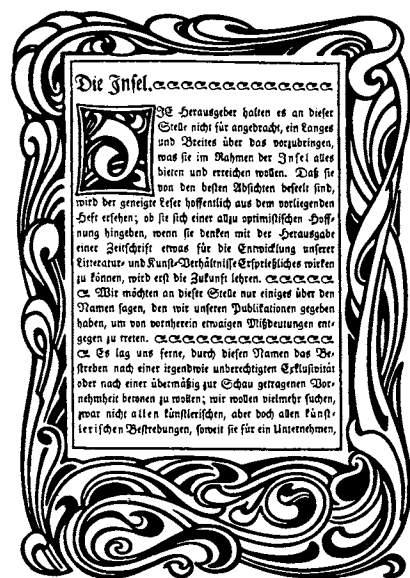 Die Insel.
DIE Herausgeber halten es an dieser
Stelle nicht für angebracht, ein Langes
und Breites über das vorzubringen,
was sie im Rahmen der Insel alles
bieten und erreichen wollen. Daß sie
von den besten Absichten beseelt sind,
wird der geneigte Leser hoffentlich aus dem vorliegenden
Heft ersehen; ob sie sich einer allzu optimistischen Hoff-
nung hingeben, wenn sie denken mit der Herausgabe
einer Zeitschrift etwas für die Entwicklung unserer
Litteratur- und Kunst-Verhältnisse Ersprießliches wirken
zu können, wird erst die Zukunft lehren.
Wir möchten an dieser Stelle nur einiges über den
Namen sagen, den wir unseren Publikationen gegeben
haben, um von vornherein etwaigen Mißdeutungen ent-
gegen zu treten.
Es lag uns ferne, durch diesen Namen das Be-
streben nach einer irgendwie unberechtigten Exklusivität
oder nach einer übermäßig zur Schau getragenen Vor-
nehmheit betonen zu wollen; wir wollen vielmehr suchen,
zwar nicht allen künstlerischen, aber doch allen künst-
lerischen Bestrebungen, soweit sie für ein Unternehmen,